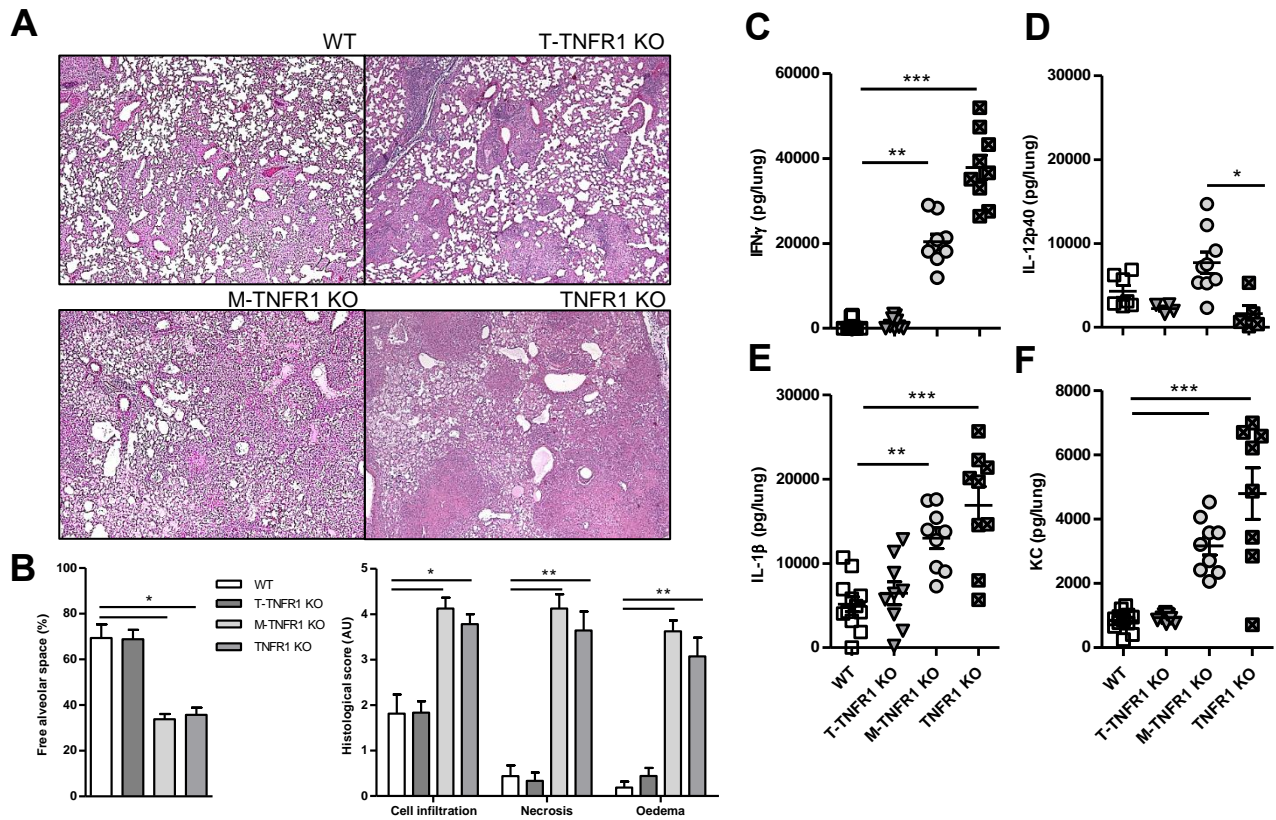 A
WT
T-TNFR1 KO
M-TNFR1 KO
TNFR1 KO
B
Free alveolar space (%)
100
80
60
40
20
0
*
WT
T-TNFR1 KO
M-TNFR1 KO
TNFR1 KO
Histological score (AU)
5
4
3
2
1
0
*
**
**
Cell infiltration
Necrosis
Oedema
C
IFNγ (pg/lung)
60000
40000
20000
0
***
**
D
IL-12p40 (pg/lung)
30000
20000
10000
0
*
E
IL-1β (pg/lung)
30000
20000
10000
0
***
**
WT
T-TNFR1 KO
M-TNFR1 KO
TNFR1 KO
F
KC (pg/lung)
8000
6000
4000
2000
0
***
WT
T-TNFR1 KO
M-TNFR1 KO
TNFR1 KO